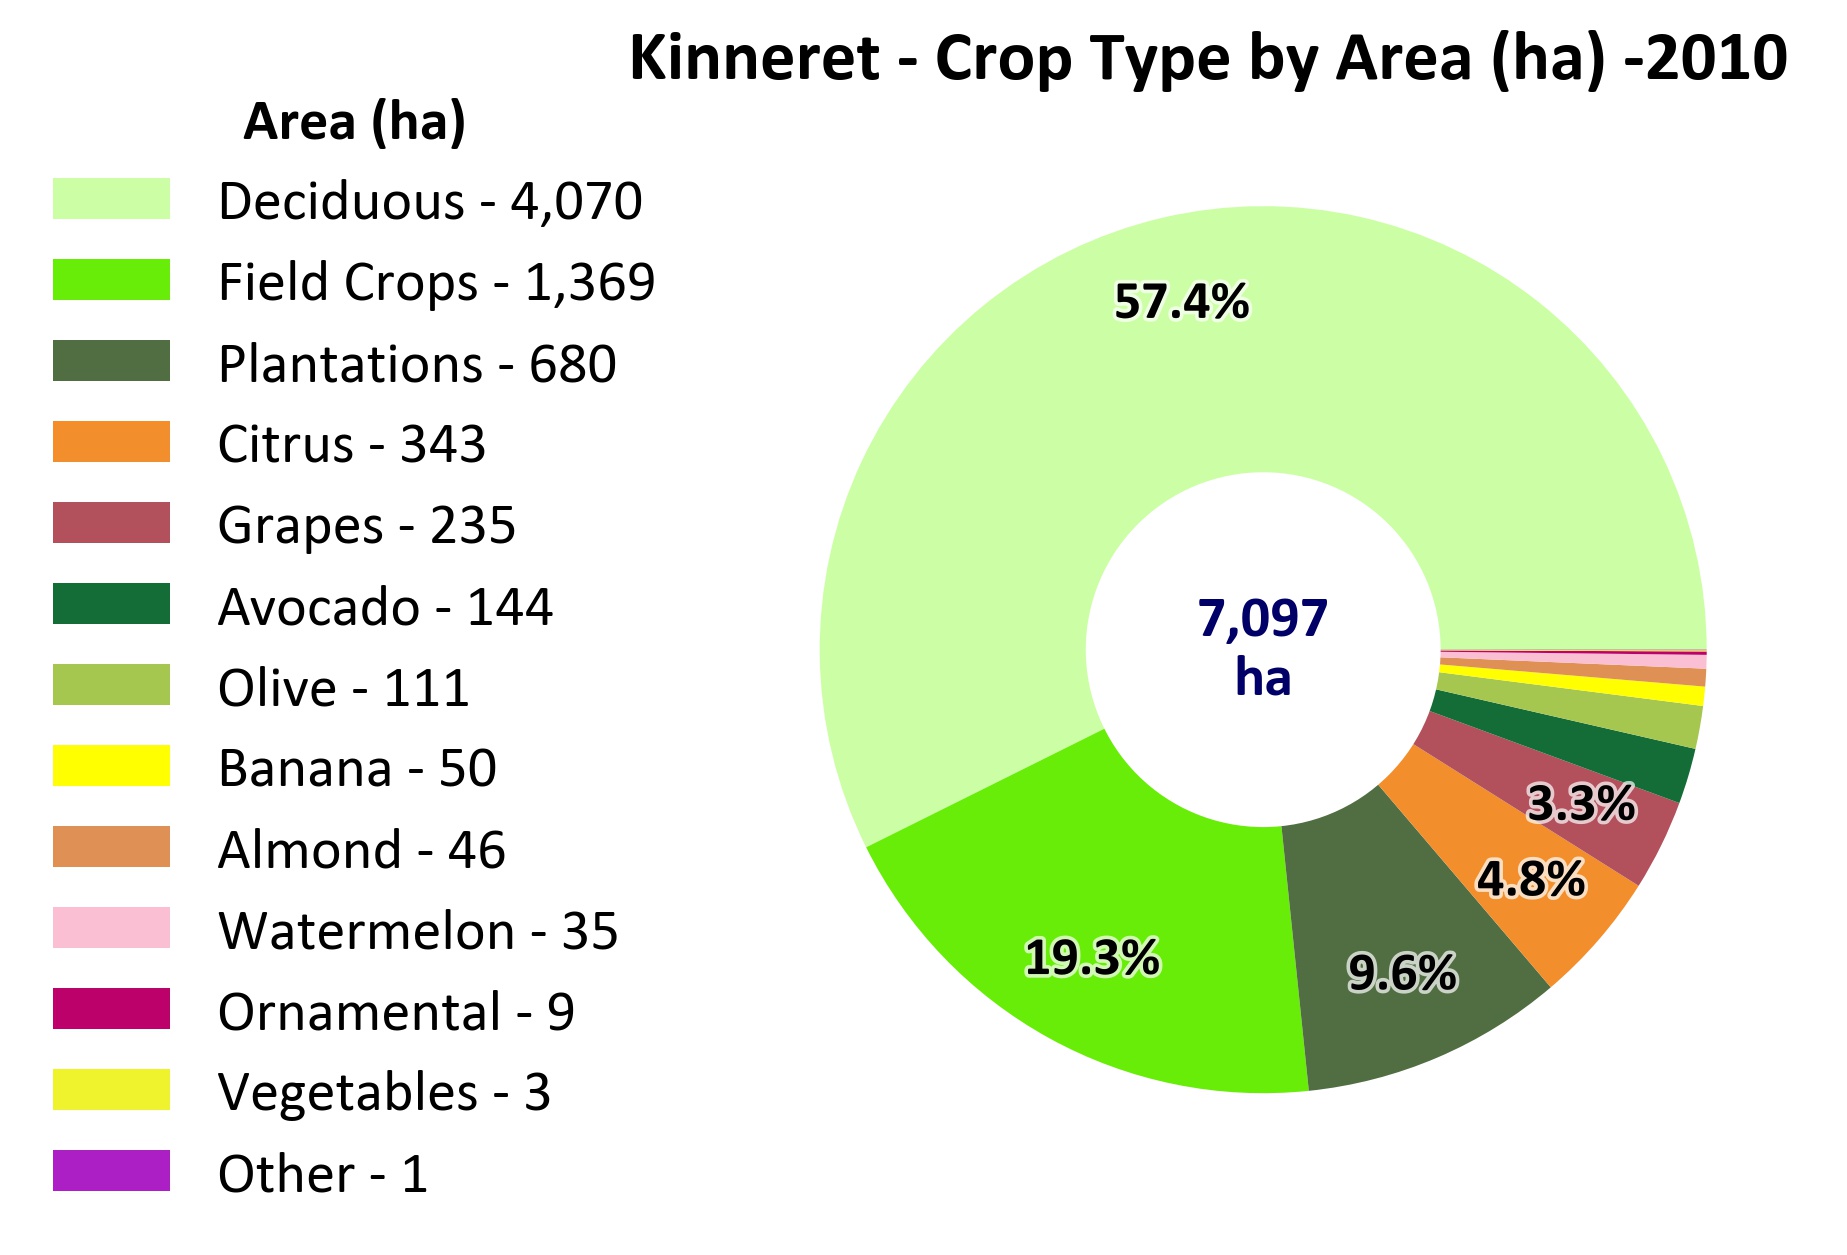 Kinneret - Crop Type by Area (ha) -2010
Area (ha)
Deciduous - 4,070
Field Crops - 1,369
Plantations - 680
Citrus - 343
Grapes - 235
Avocado - 144
Olive - 111
Banana - 50
Almond - 46
Watermelon - 35
Ornamental - 9
Vegetables - 3
Other - 1
57.4%
7,097
ha
3.3%
4.8%
19.3%
9.6%